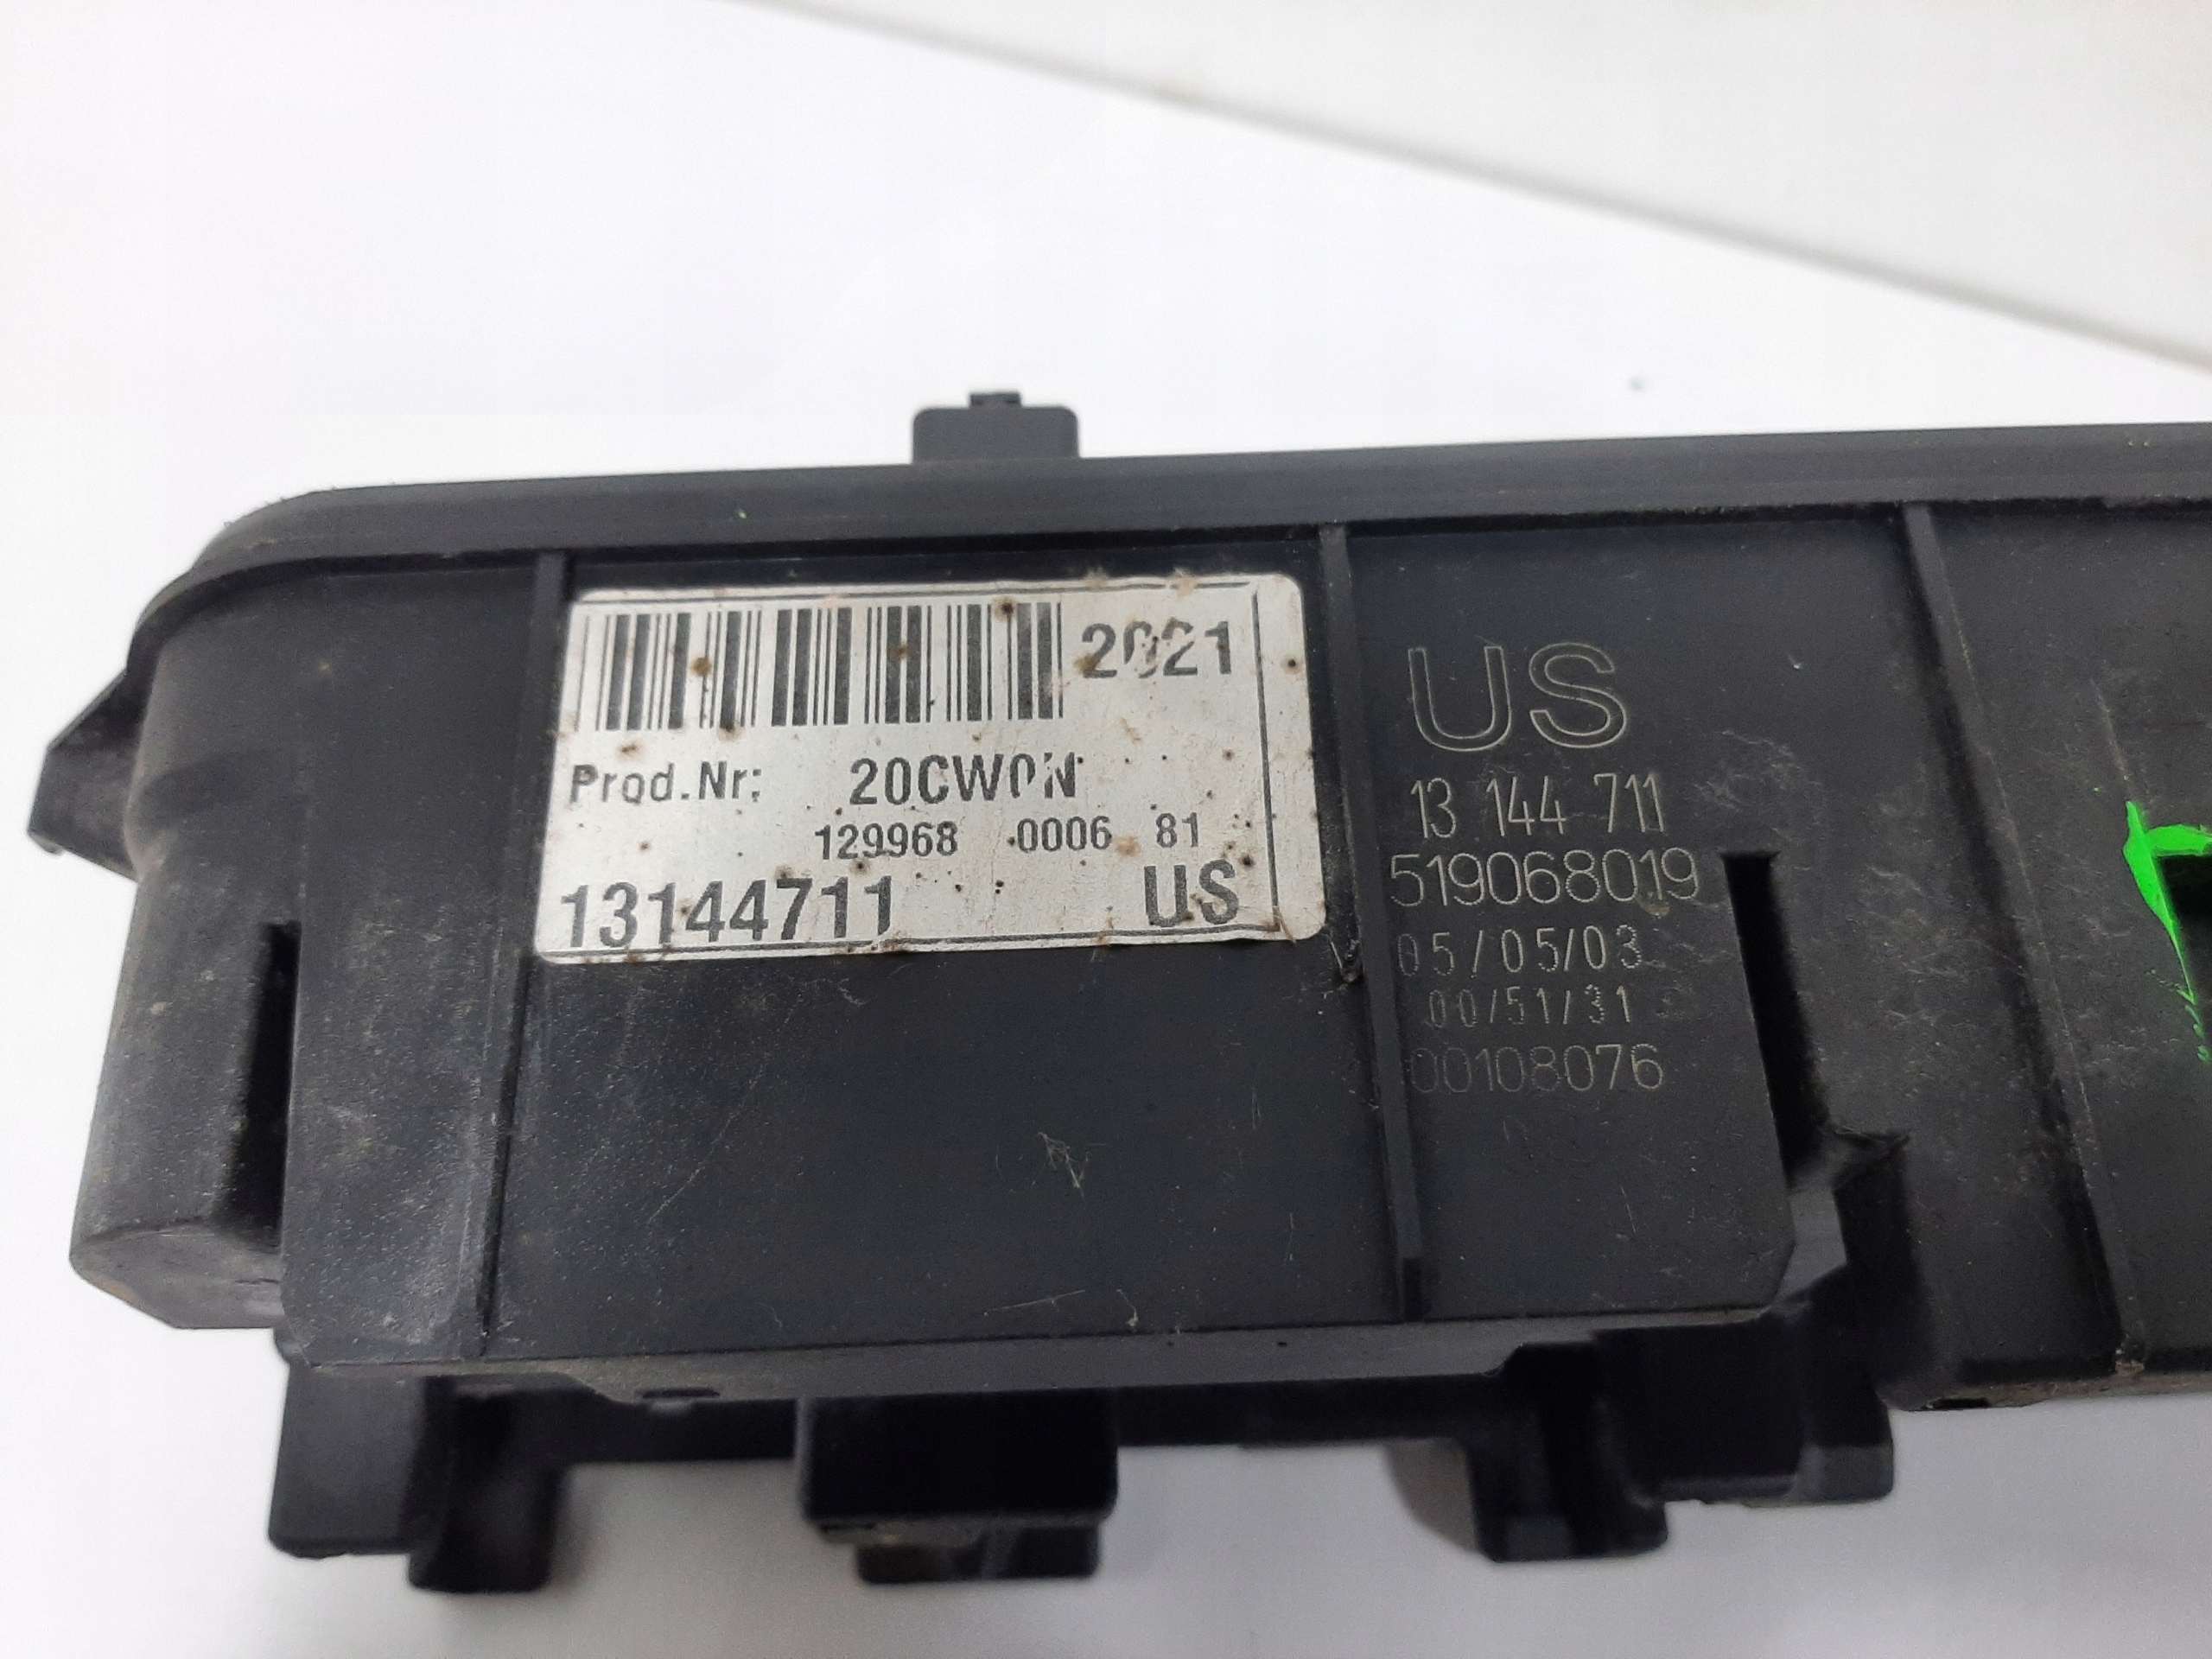 2021
Prod.Nr: 20CW0N
129968 0006 81
13144711 US
US
13 144 711
519068019
05/05/03
00/51/31
00108076